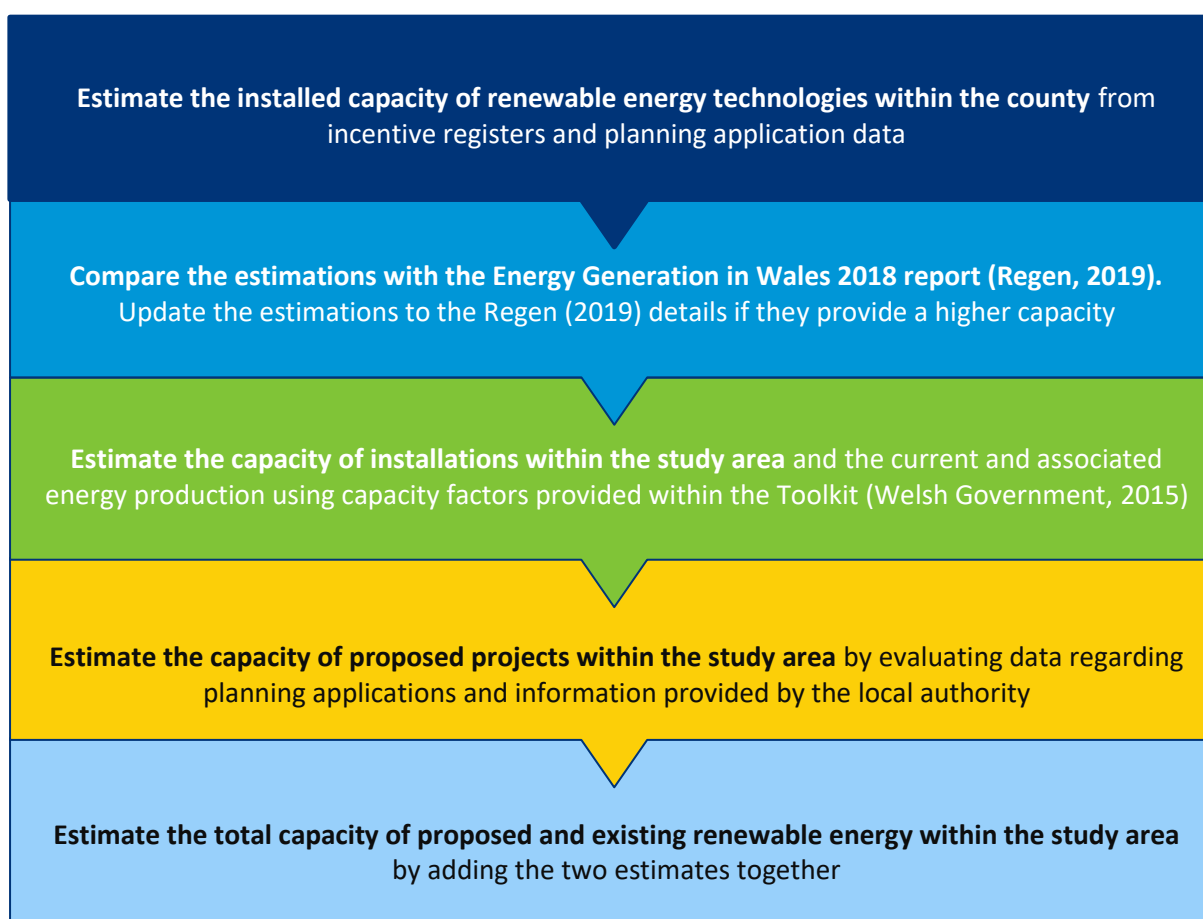 Estimate the installed capacity of renewable energy technologies within the county from
incentive registers and planning application data
Compare the estimations with the Energy Generation in Wales 2018 report (Regen, 2019).
Update the estimations to the Regen (2019) details if they provide a higher capacity
Estimate the capacity of installations within the study area and the current and associated
energy production using capacity factors provided within the Toolkit (Welsh Government, 2015)
Estimate the capacity of proposed projects within the study area by evaluating data regarding
planning applications and information provided by the local authority
Estimate the total capacity of proposed and existing renewable energy within the study area
by adding the two estimates together